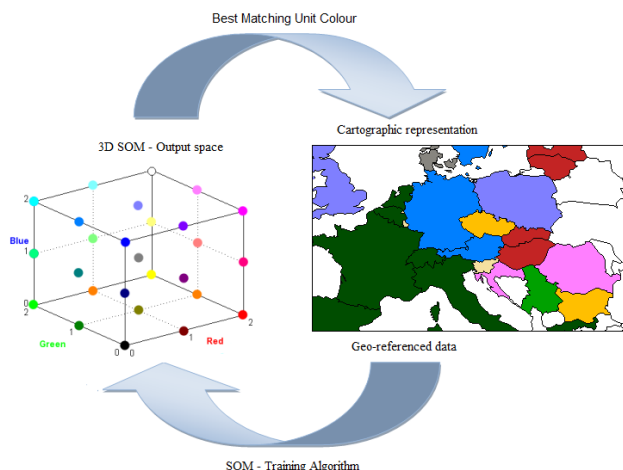 Best Matching Unit Colour
3D SOM - Output space
Cartographic representation
2
Blue
1
0
2
1
Green
0
0
1
Red
2
Geo-referenced data
SOM - Training Algorithm